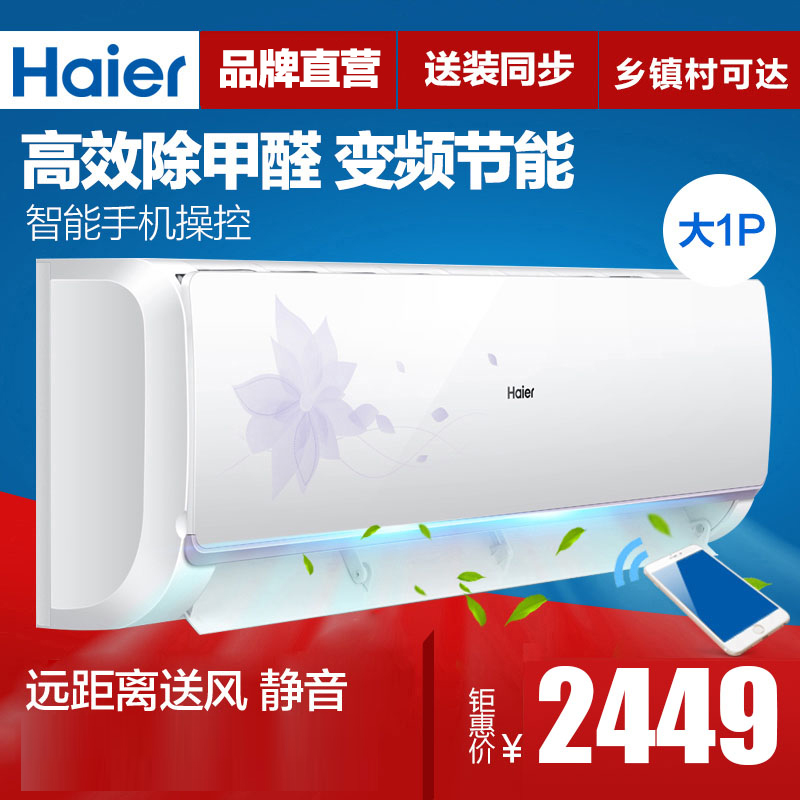 Haier 品牌直营 送装同步 乡镇村可达
高效除甲醛 变频节能
智能手机操控
大1P
Haier
远距离送风 静音
钜惠价 ¥2449